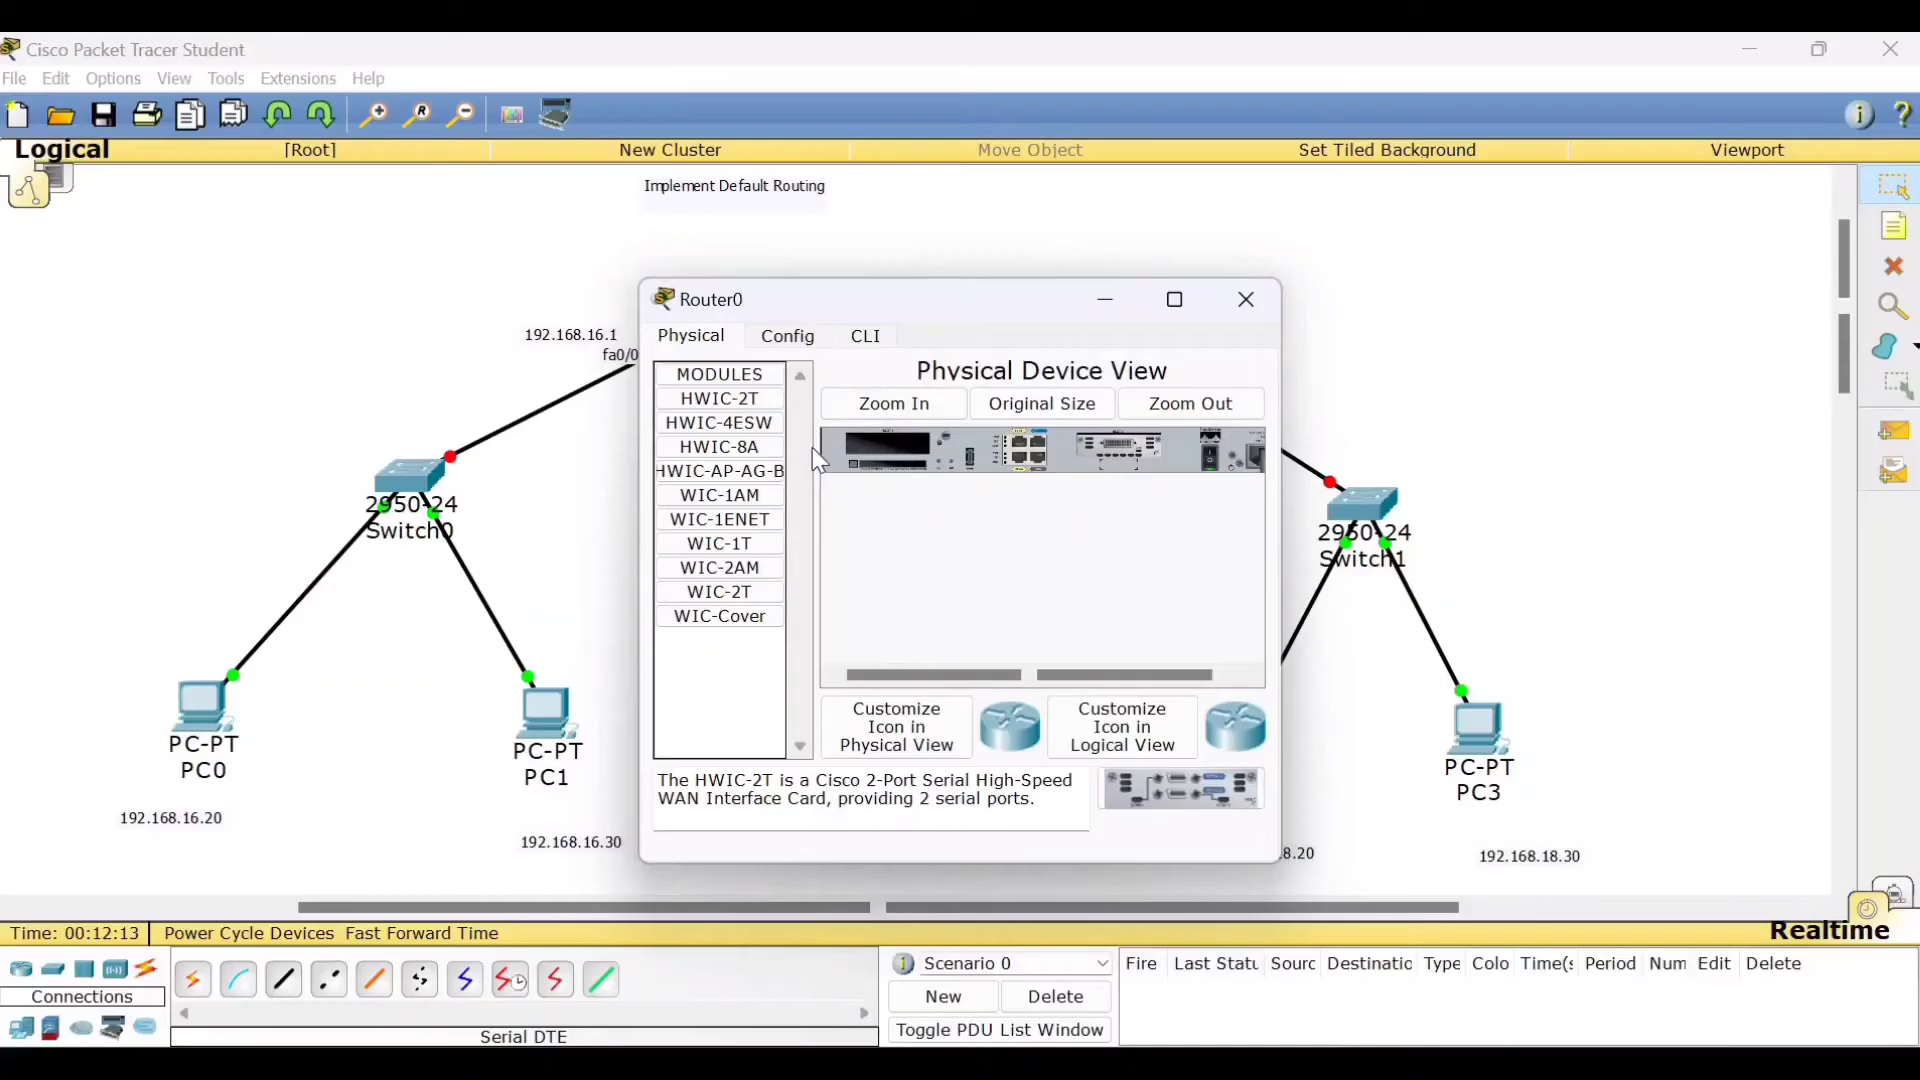 Cisco Packet Tracer Student
File Edit Options View Tools Extensions Help
Logical [Root] New Cluster Move Object Set Tiled Background Viewport
Implement Default Routing
192.168.16.1
fa0/0
2950-24
Switch0
PC-PT
PC0
192.168.16.20
PC-PT
PC1
192.168.16.30
Router0
Physical Config CLI
MODULES
HWIC-2T
HWIC-4ESW
HWIC-8A
HWIC-AP-AG-B
WIC-1AM
WIC-1ENET
WIC-1T
WIC-2AM
WIC-2T
WIC-Cover
Physical Device View
Zoom In Original Size Zoom Out
Customize
Icon in
Physical View
Customize
Icon in
Logical View
The HWIC-2T is a Cisco 2-Port Serial High-Speed
WAN Interface Card, providing 2 serial ports.
2950-24
Switch1
PC-PT
PC3
8.20
192.168.18.30
Time: 00:12:13 Power Cycle Devices Fast Forward Time
Realtime
Connections
Serial DTE
Scenario 0
New Delete
Toggle PDU List Window
Fire Last Statu Sourc Destinatio Type Colo Time(s Period Num Edit Delete